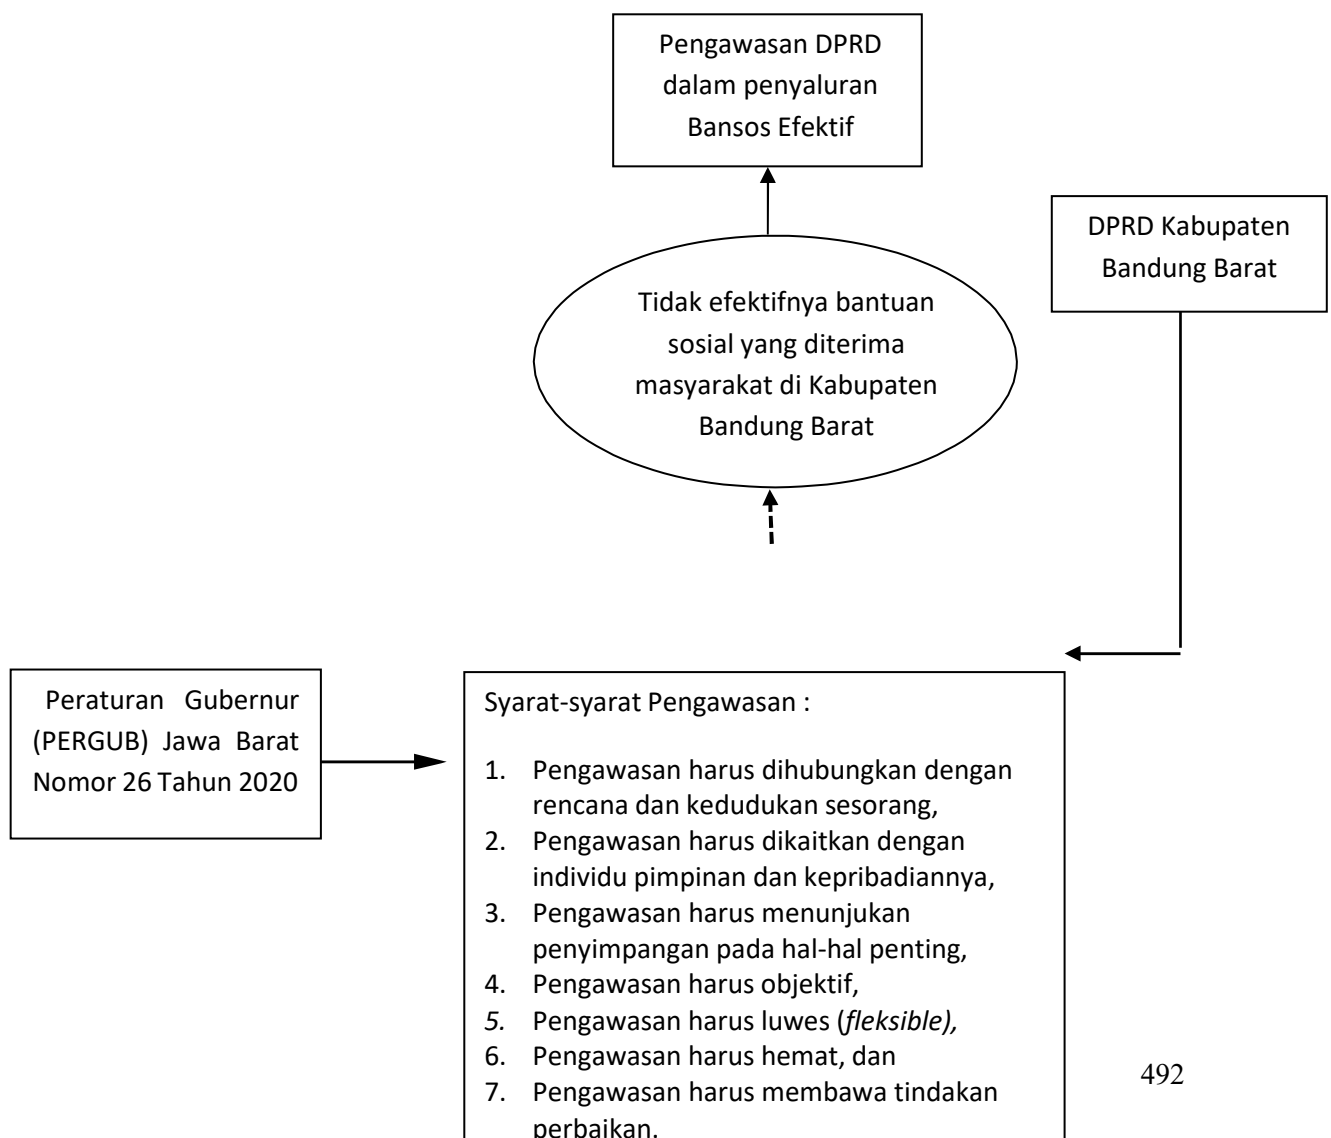 Pengawasan DPRD
dalam penyaluran
Bansos Efektif
DPRD Kabupaten
Bandung Barat
Tidak efektifnya bantuan
sosial yang diterima
masyarakat di Kabupaten
Bandung Barat
Peraturan Gubernur
(PERGUB) Jawa Barat
Nomor 26 Tahun 2020
Syarat-syarat Pengawasan :
1. Pengawasan harus dihubungkan dengan
rencana dan kedudukan sesorang,
2. Pengawasan harus dikaitkan dengan
individu pimpinan dan kepribadiannya,
3. Pengawasan harus menunjukan
penyimpangan pada hal-hal penting,
4. Pengawasan harus objektif,
5. Pengawasan harus luwes (fleksible),
6. Pengawasan harus hemat, dan
7. Pengawasan harus membawa tindakan
perbaikan.
492